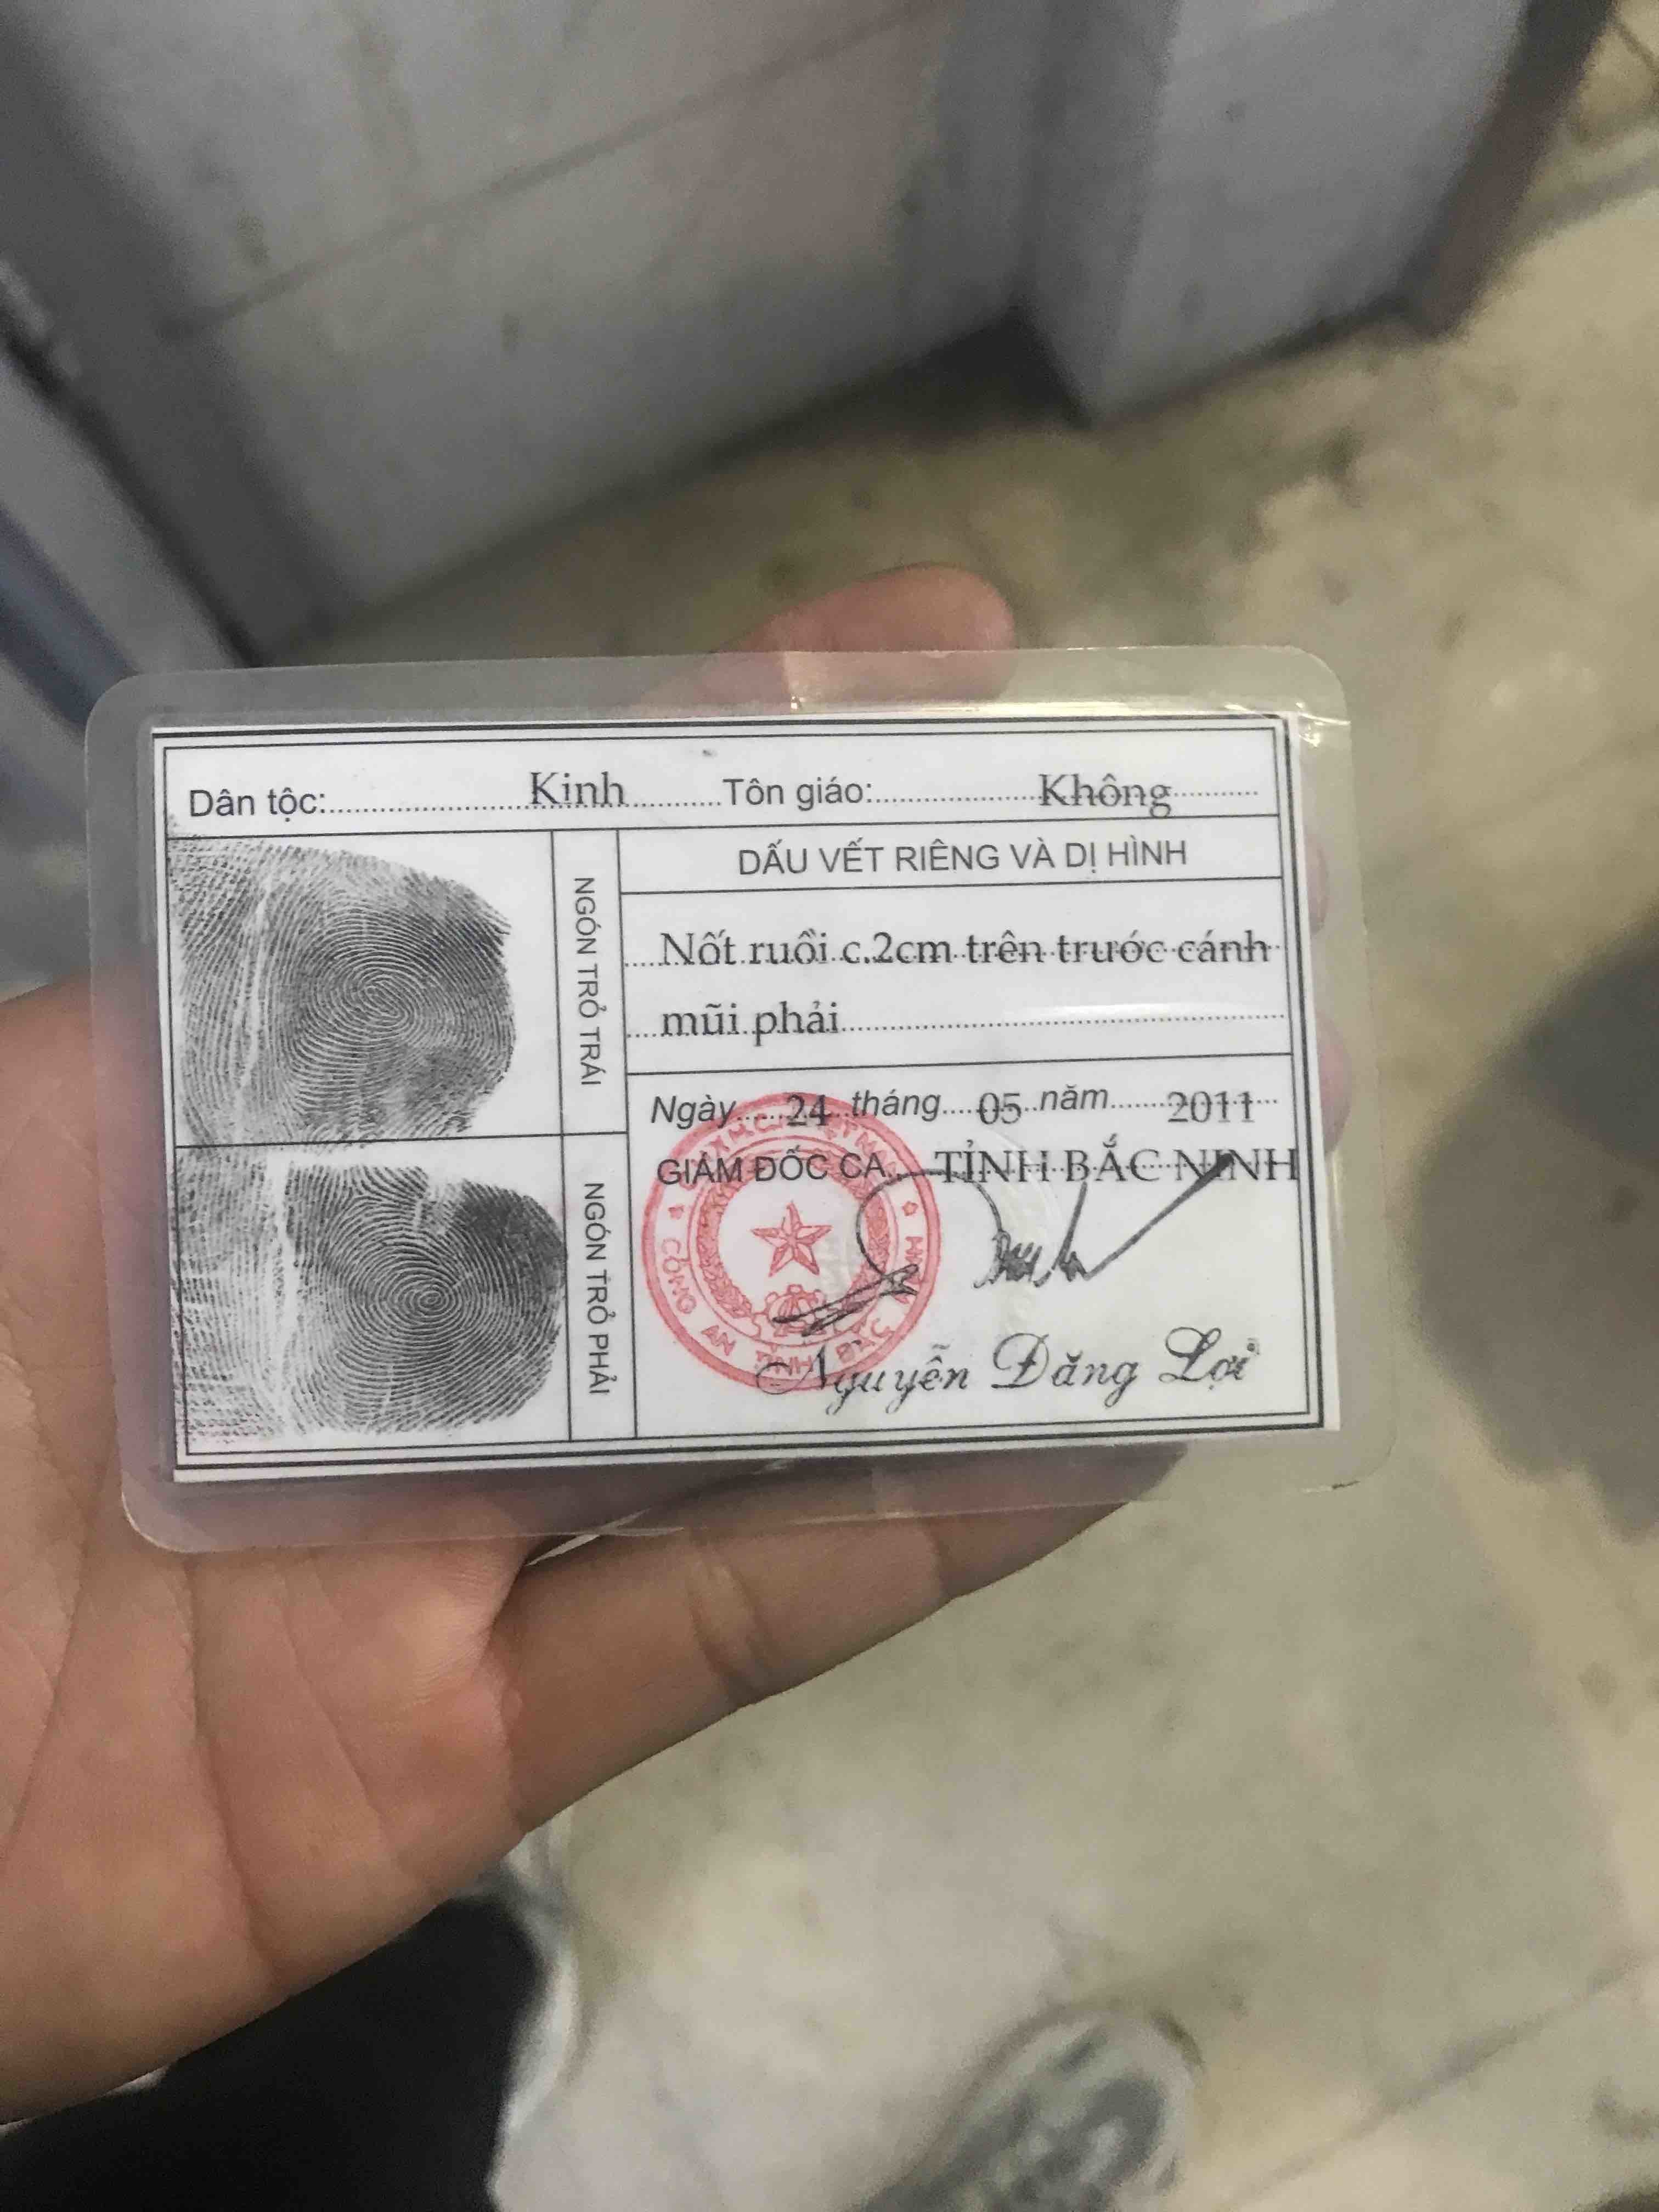 Dân tộc: Kinh Tôn giáo: Không
DẤU VẾT RIÊNG VÀ DỊ HÌNH
Nốt ruồi c.2cm trên trước cánh
mũi phải
NGÓN TRỎ TRÁI
Ngày 24 tháng 05 năm 2011
GIÁM ĐỐC CA TỈNH BẮC NINH
NGÓN TRỎ PHẢI
CÔNG AN TỈNH BẮC
Nguyễn Đăng Lợi